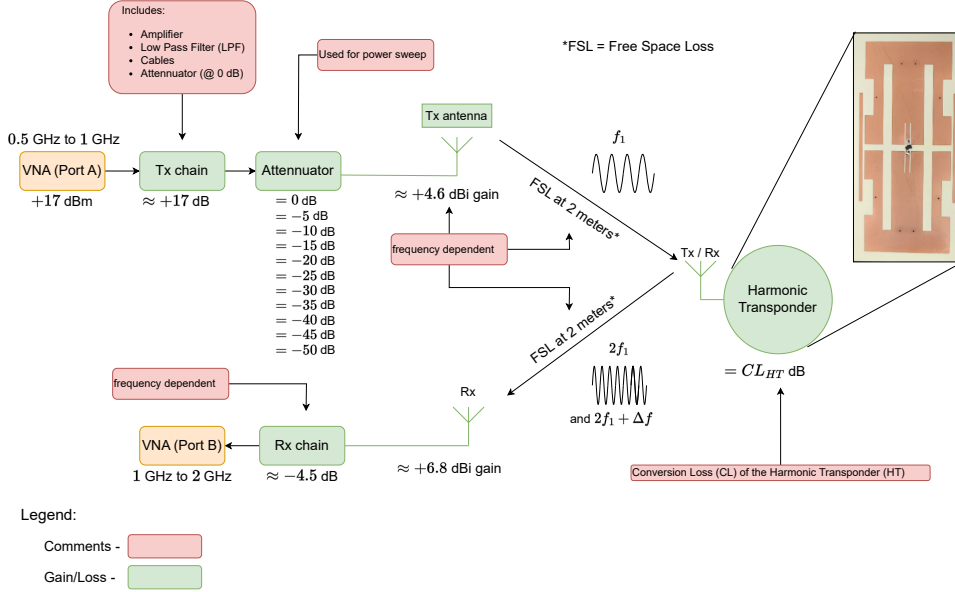 Includes:
• Amplifier
• Low Pass Filter (LPF)
• Cables
• Attennuator (@ 0 dB)
Used for power sweep
*FSL = Free Space Loss
0.5 GHz to 1 GHz
VNA (Port A)
+17 dBm
Tx chain
≈ +17 dB
Attennuator
= 0 dB
= −5 dB
= −10 dB
= −15 dB
= −20 dB
= −25 dB
= −30 dB
= −35 dB
= −40 dB
= −45 dB
= −50 dB
Tx antenna
≈ +4.6 dBi gain
frequency dependent
f₁
FSL at 2 meters*
FSL at 2 meters*
2f₁
and 2f₁ + Δf
Tx / Rx
Harmonic
Transponder
= CL_HT dB
Conversion Loss (CL) of the Harmonic Transponder (HT)
frequency dependent
Rx
≈ +6.8 dBi gain
VNA (Port B)
1 GHz to 2 GHz
Rx chain
≈ −4.5 dB
Legend:
Comments -
Gain/Loss -